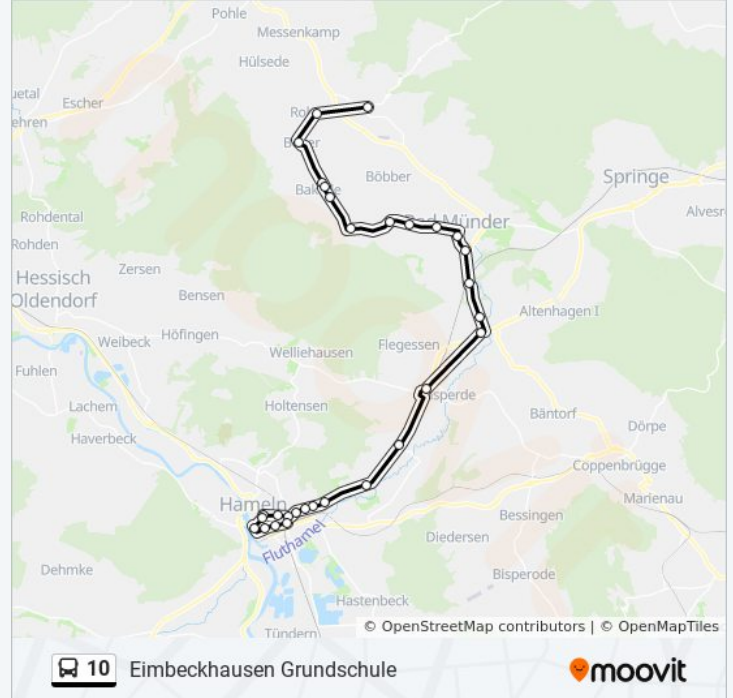 Pohle
Messenkamp
Hülsede
Escher
Böbber
Springe
Rohdental
Rohden
Zersen
Hessisch
Oldendorf
Bensen
Altenhagen I
Höfingen
Welbeck
Welliehausen
Flegessen
Fuhlen
Lachem
Holtensen
Bäntorf
Dörpe
Haverbeck
Coppenbrügge
Marienau
Hameln
Bessingen
Fluthamel
Diedersen
Dehmke
Bisperode
Hastenbeck
Tündern
© OpenStreetMap contributors | © OpenMapTiles
10 Eimbeckhausen Grundschule
moovit